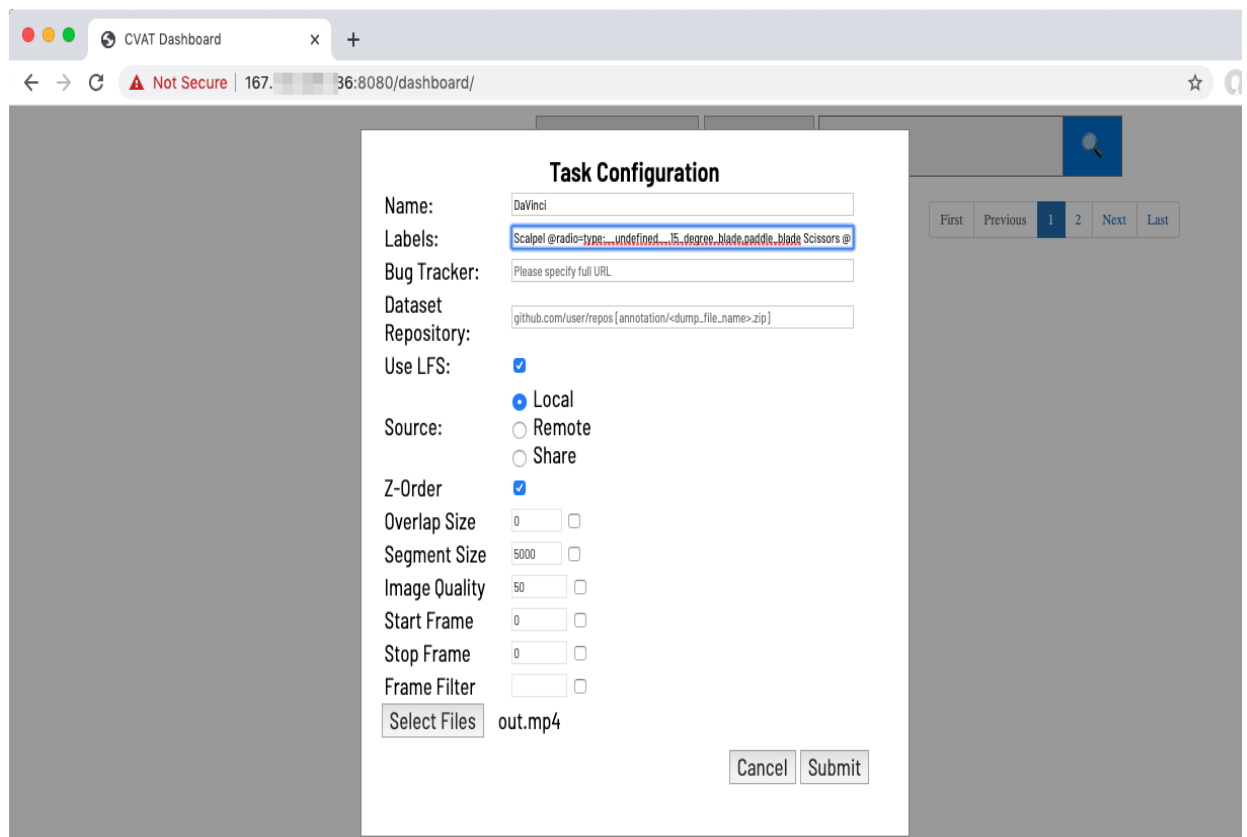 CVAT Dashboard
Not Secure | 167. 36:8080/dashboard/
Task Configuration
Name: DaVinci
Labels: Scalpel @radio=type:__undefined__,15_degree_blade,paddle_blade Scissors @
Bug Tracker: Please specify full URL
Dataset
Repository: github.com/user/repos [annotation/<dump_file_name>.zip]
Use LFS:
Source: Local
Remote
Share
Z-Order
Overlap Size 0
Segment Size 5000
Image Quality 50
Start Frame 0
Stop Frame 0
Frame Filter
Select Files out.mp4
Cancel Submit
First Previous 1 2 Next Last